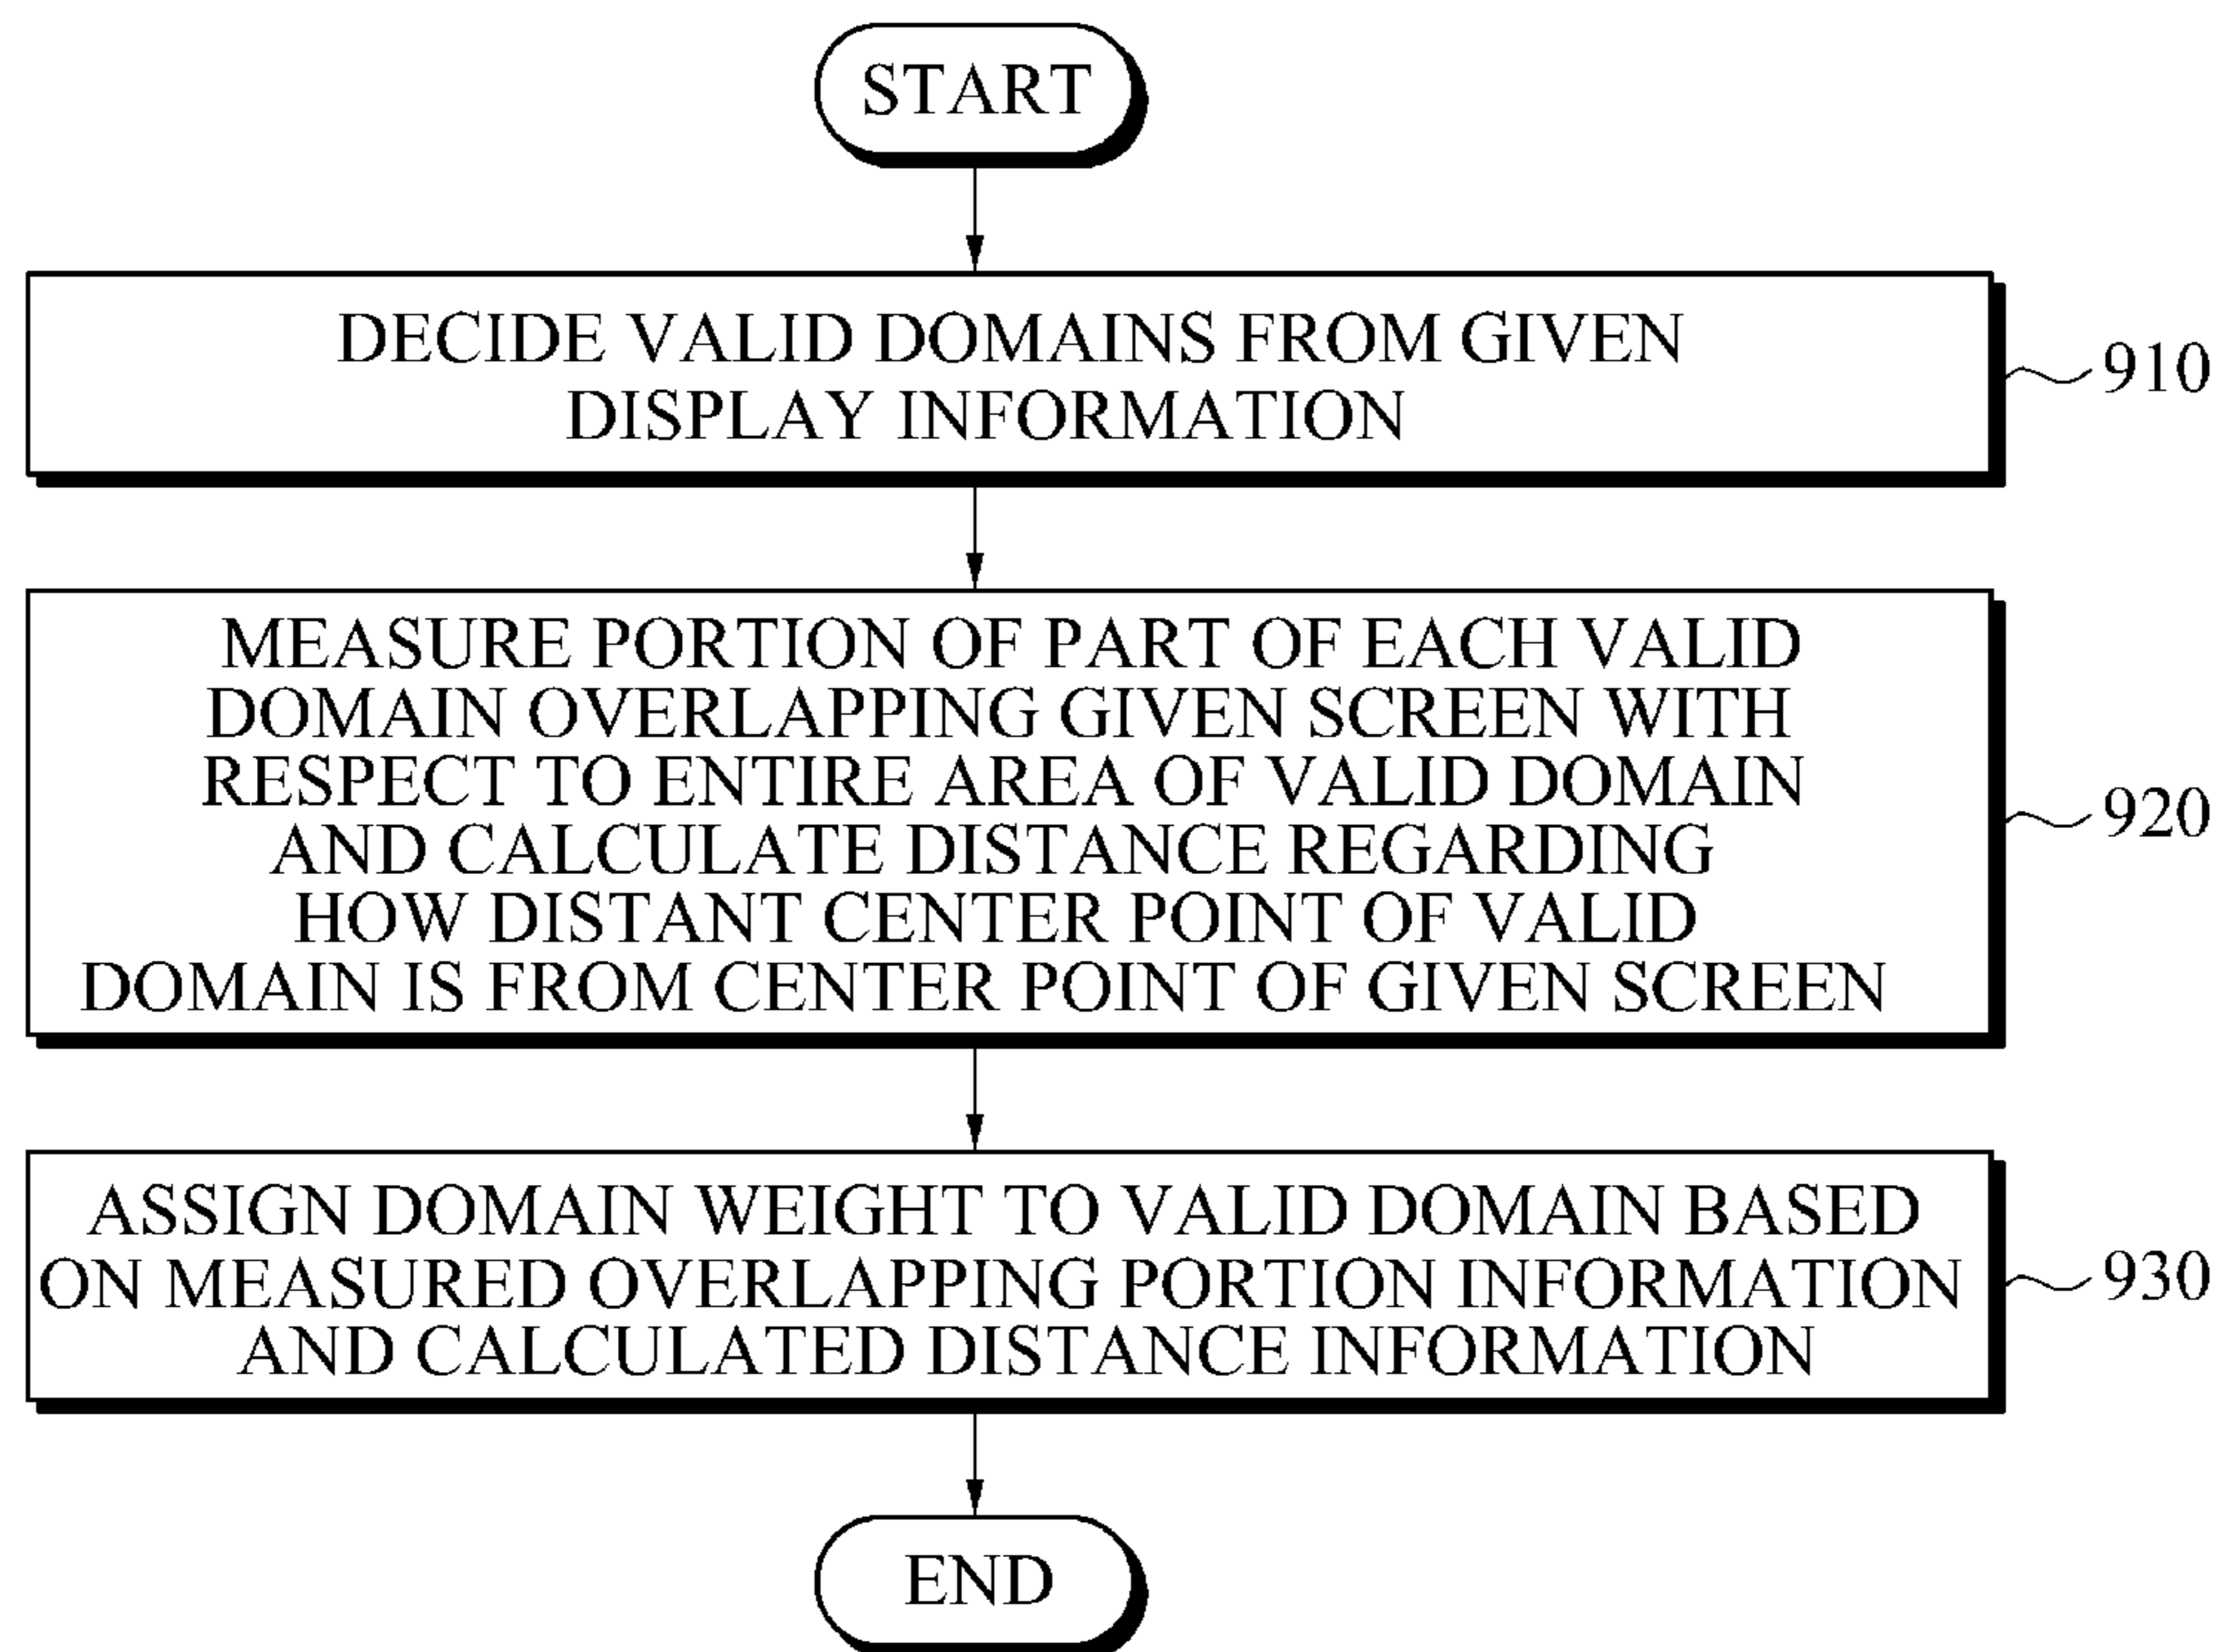 START
DECIDE VALID DOMAINS FROM GIVEN
DISPLAY INFORMATION
910
MEASURE PORTION OF PART OF EACH VALID
DOMAIN OVERLAPPING GIVEN SCREEN WITH
RESPECT TO ENTIRE AREA OF VALID DOMAIN
AND CALCULATE DISTANCE REGARDING
HOW DISTANT CENTER POINT OF VALID
DOMAIN IS FROM CENTER POINT OF GIVEN SCREEN
920
ASSIGN DOMAIN WEIGHT TO VALID DOMAIN BASED
ON MEASURED OVERLAPPING PORTION INFORMATION
AND CALCULATED DISTANCE INFORMATION
930
END